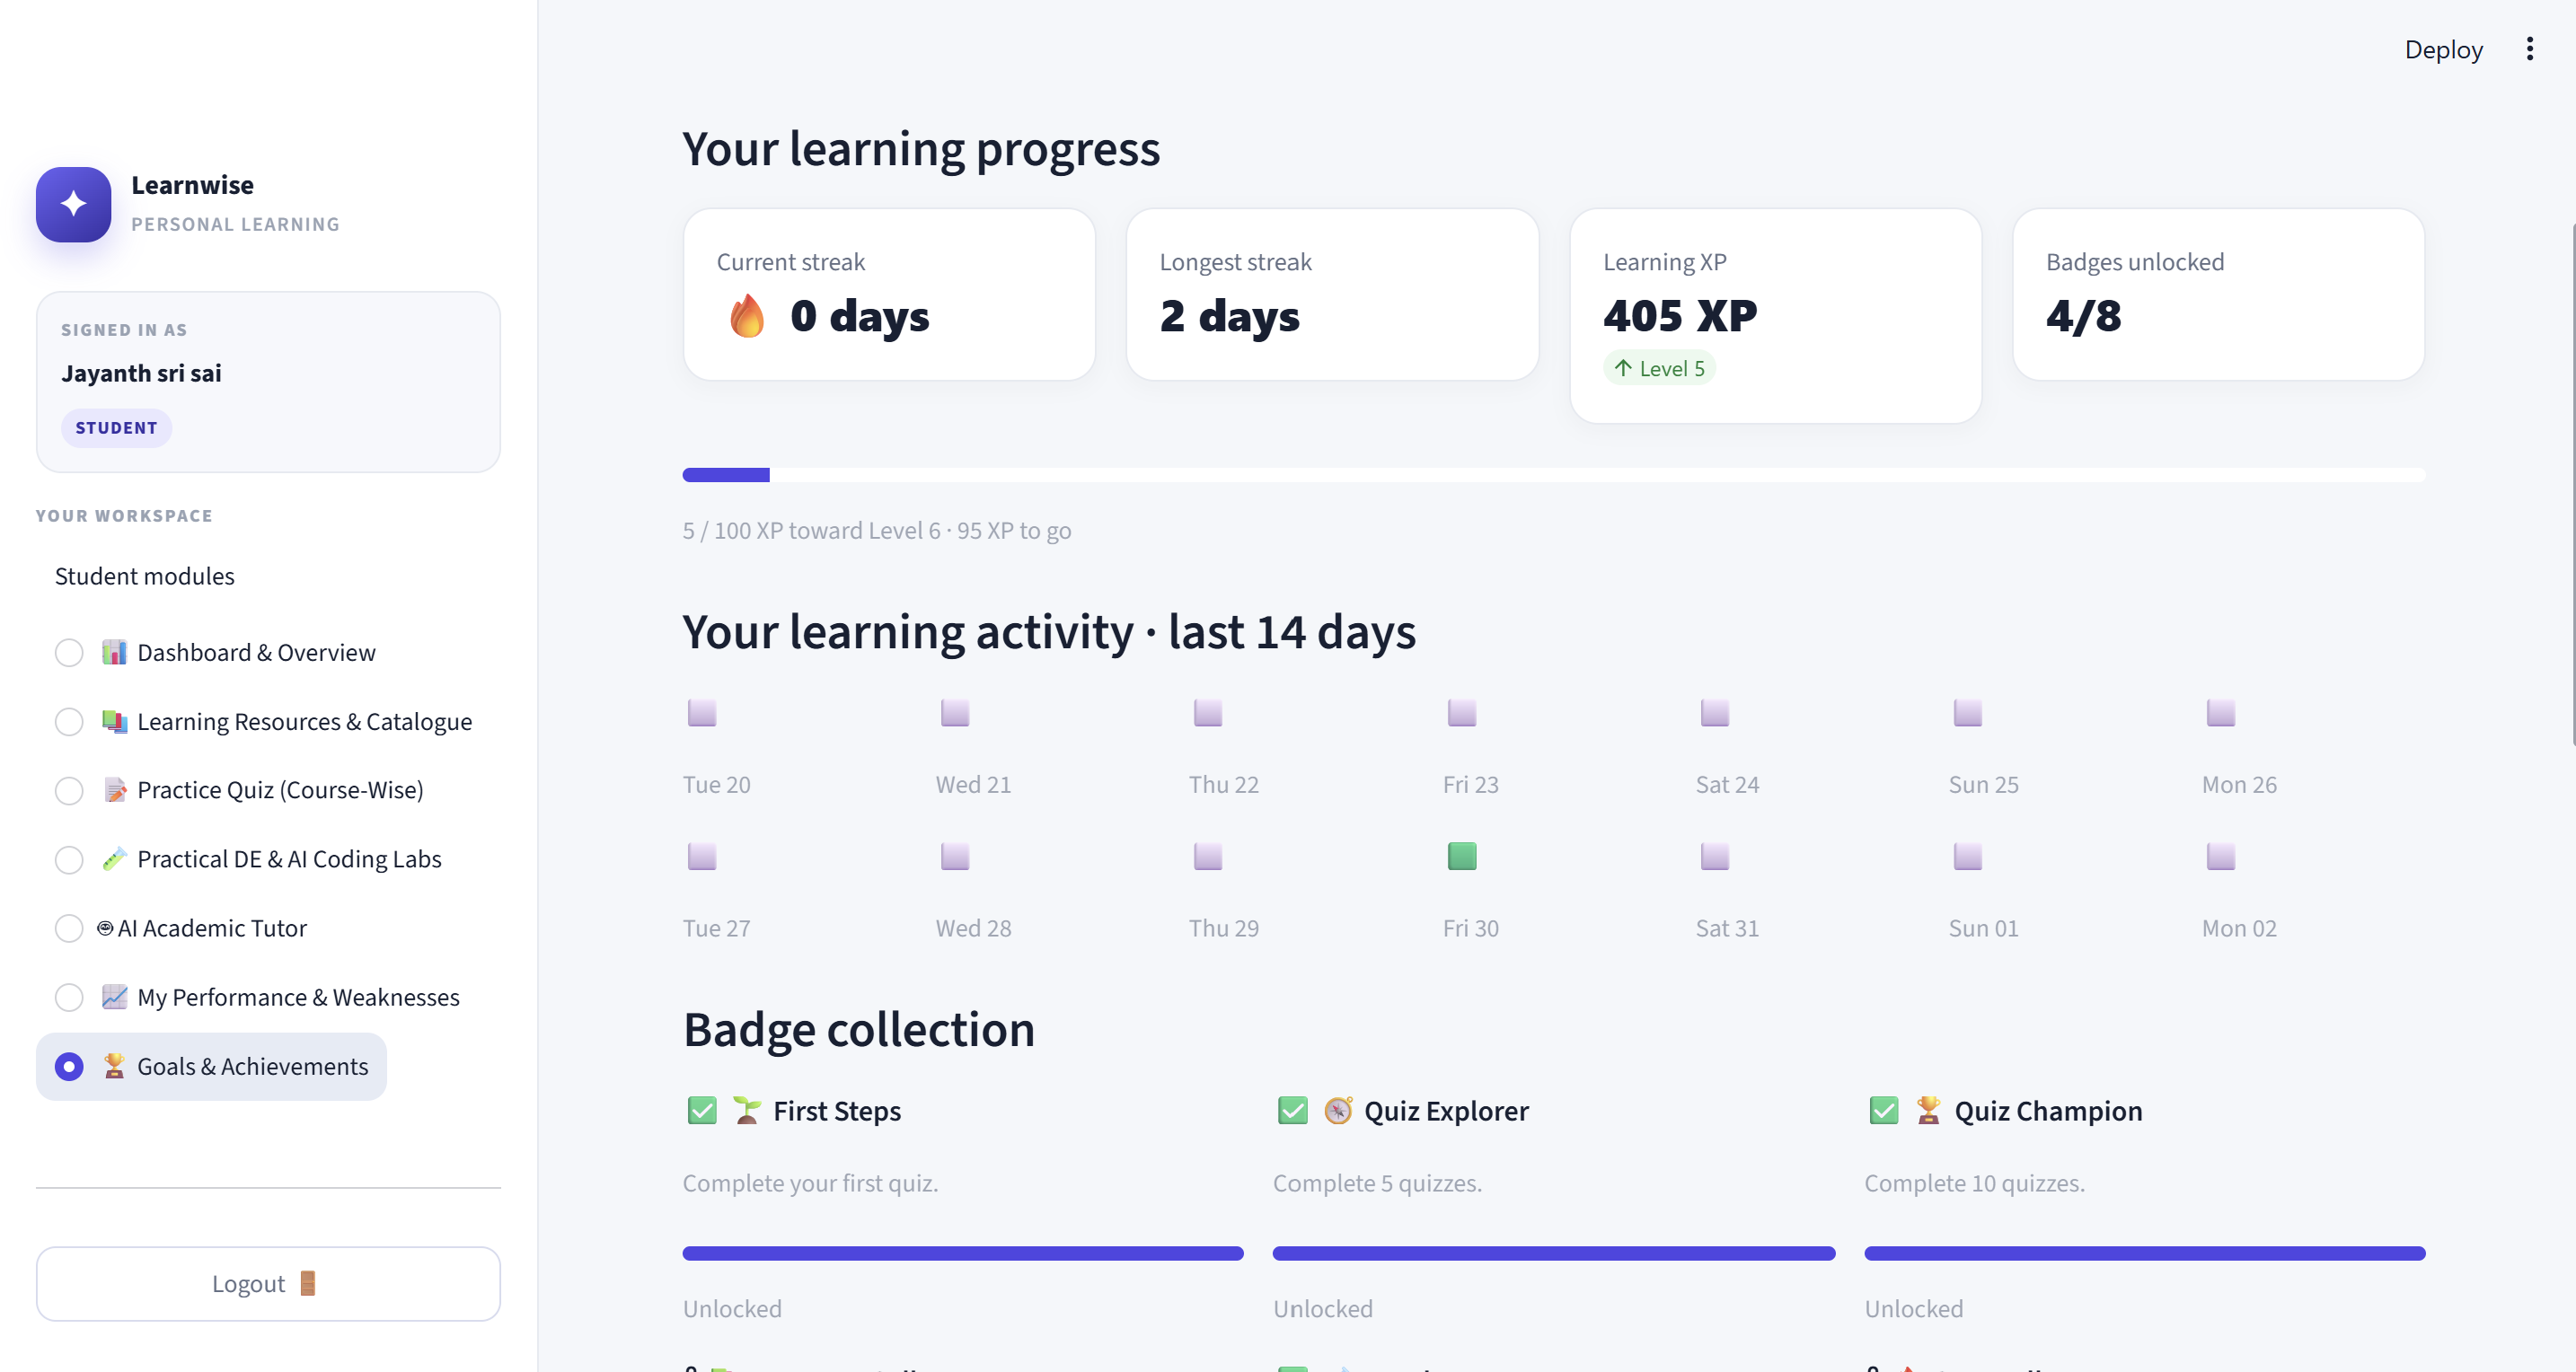 Deploy
Learnwise
PERSONAL LEARNING
SIGNED IN AS
Jayanth sri sai
STUDENT
YOUR WORKSPACE
Student modules
Dashboard & Overview
Learning Resources & Catalogue
Practice Quiz (Course-Wise)
Practical DE & AI Coding Labs
AI Academic Tutor
My Performance & Weaknesses
Goals & Achievements
Logout
Your learning progress
Current streak
0 days
Longest streak
2 days
Learning XP
405 XP
↑ Level 5
Badges unlocked
4/8
5 / 100 XP toward Level 6 · 95 XP to go
Your learning activity · last 14 days
Tue 20 Wed 21 Thu 22 Fri 23 Sat 24 Sun 25 Mon 26
Tue 27 Wed 28 Thu 29 Fri 30 Sat 31 Sun 01 Mon 02
Badge collection
First Steps
Complete your first quiz.
Unlocked
Quiz Explorer
Complete 5 quizzes.
Unlocked
Quiz Champion
Complete 10 quizzes.
Unlocked